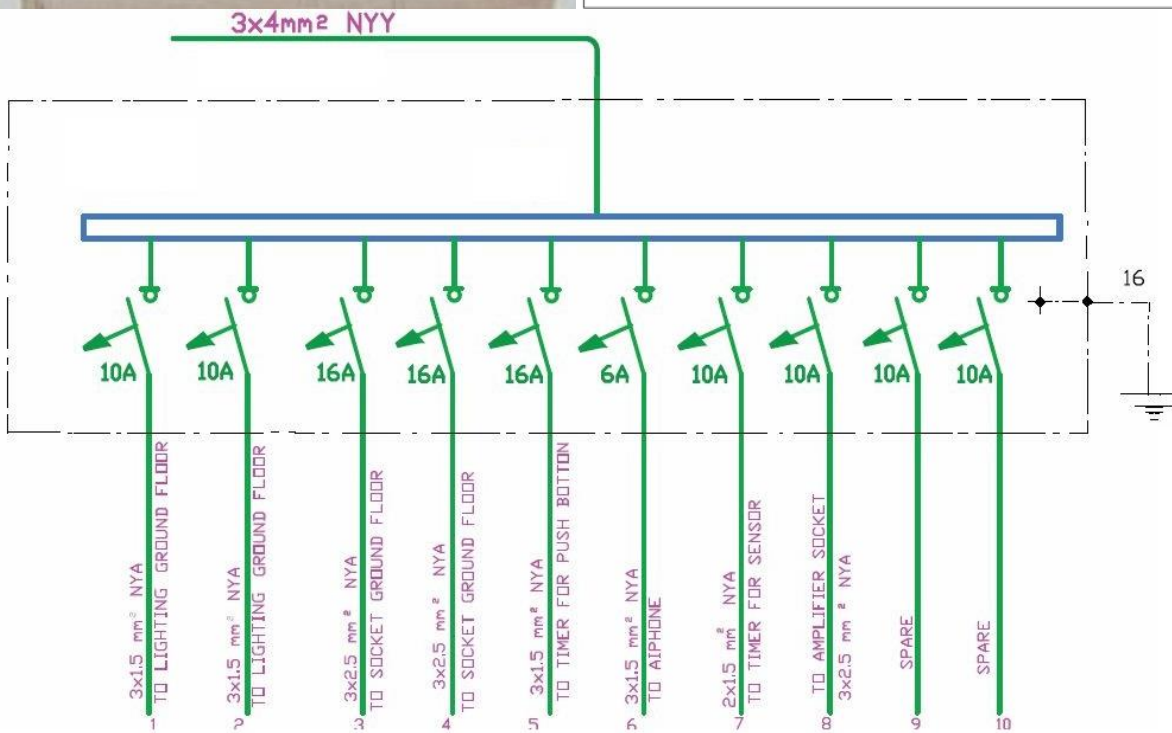 3x4mm² NYY
16
10A
10A
16A
16A
16A
6A
10A
10A
10A
10A
3x1.5 mm² NYA
TO LIGHTING GROUND FLOOR
3x1.5 mm² NYA
TO LIGHTING GROUND FLOOR
3x2.5 mm² NYA
TO SOCKET GROUND FLOOR
3x2.5 mm² NYA
TO SOCKET GROUND FLOOR
3x1.5 mm² NYA
TO TIMER FOR PUSH BOTTON
3x1.5 mm² NYA
TO AIPHONE
2x1.5 mm² NYA
TO TIMER FOR SENSOR
TO AMPLIFIER SOCKET
3x2.5 mm² NYA
SPARE
SPARE
1
2
3
4
5
6
7
8
9
10